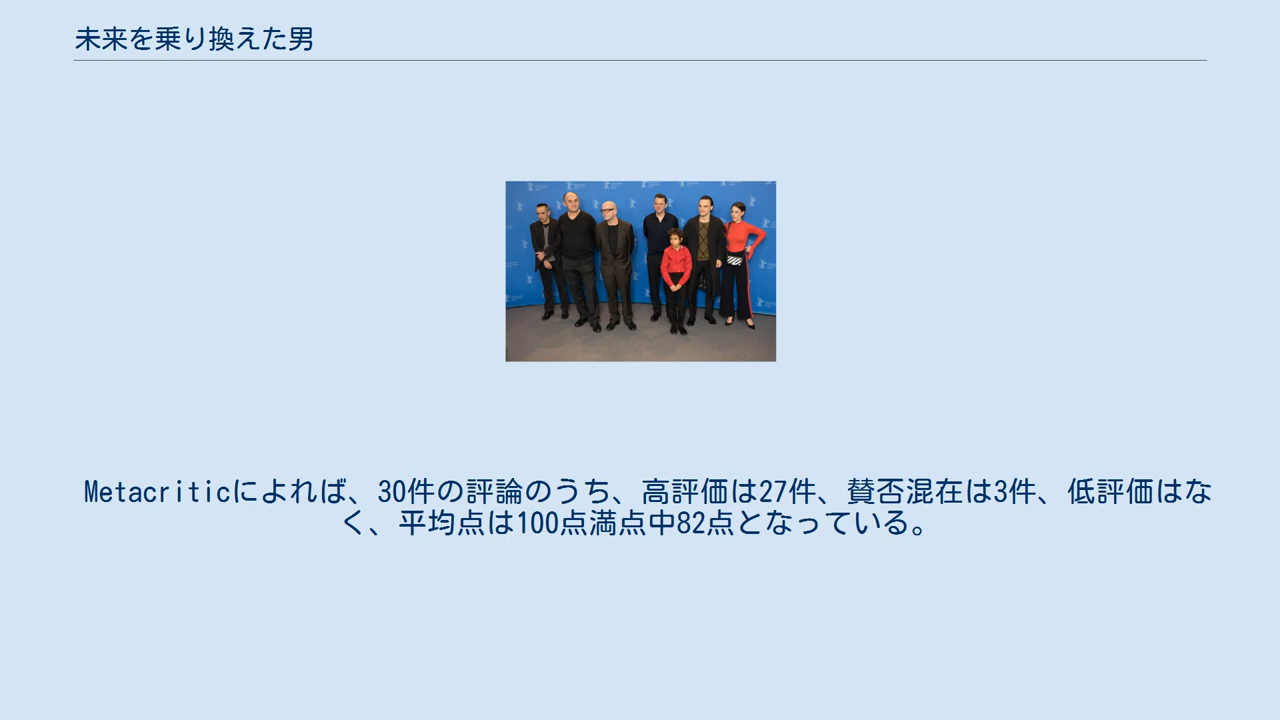 未来を乗り換えた男
Metacriticによれば、30件の評論のうち、高評価は27件、賛否混在は3件、低評価はな
く、平均点は100点満点中82点となっている。